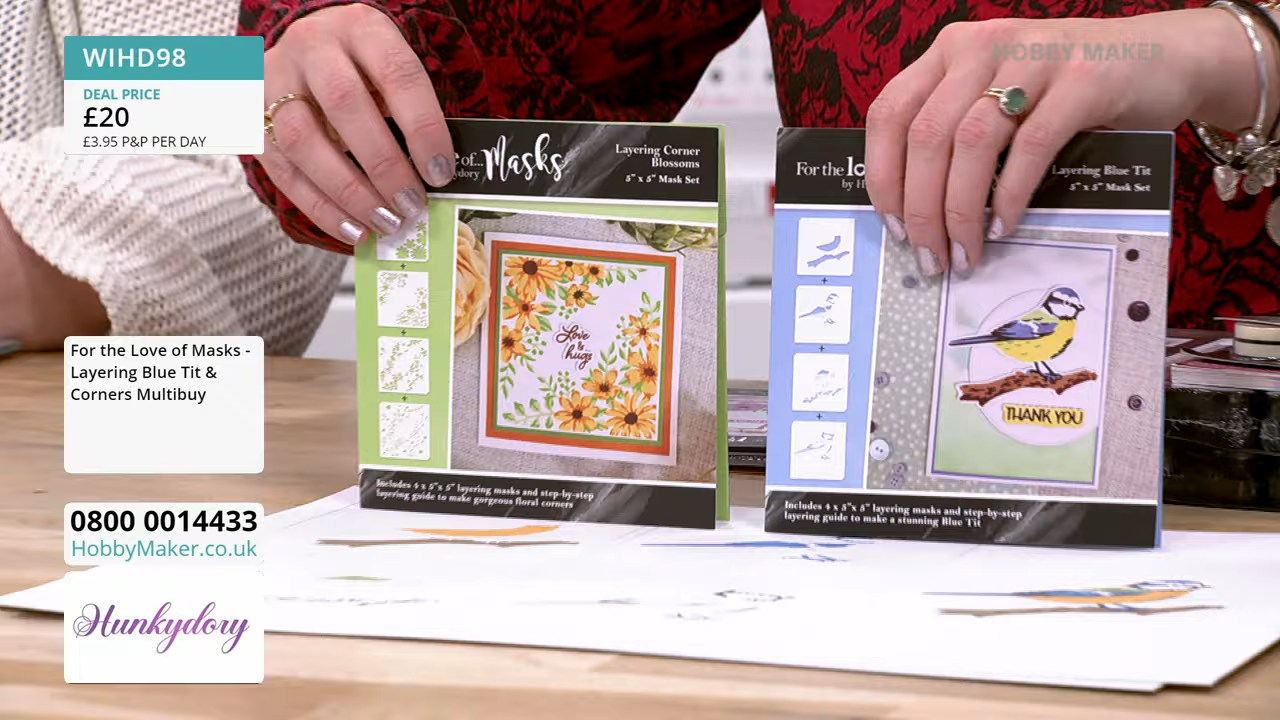 WIHD98
DEAL PRICE
£20
£3.95 P&P PER DAY
For the Love of Masks -
Layering Blue Tit &
Corners Multibuy
0800 0014433
HobbyMaker.co.uk
Hunkydory
HOBBY MAKER
of... Masks
Layering Corner
Blossoms
5" x 5" Mask Set
Love
&
hugs
Includes 4 x 5"x 5" layering masks and step-by-step
layering guide to make gorgeous floral corners
For the
by
Layering Blue Tit
5" x 5" Mask Set
THANK YOU
Includes 4 x 5"x 5" layering masks and step-by-step
layering guide to make a stunning Blue Tit